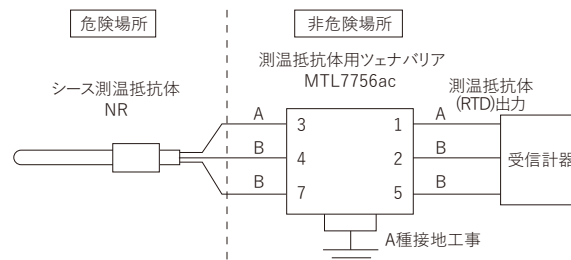 危険場所
非危険場所
測温抵抗体用ツェナバリア
MTL7756ac
測温抵抗体
(RTD)出力
シース測温抵抗体
NR
A
3
1
A
B
4
2
B
受信計器
B
7
5
B
A種接地工事